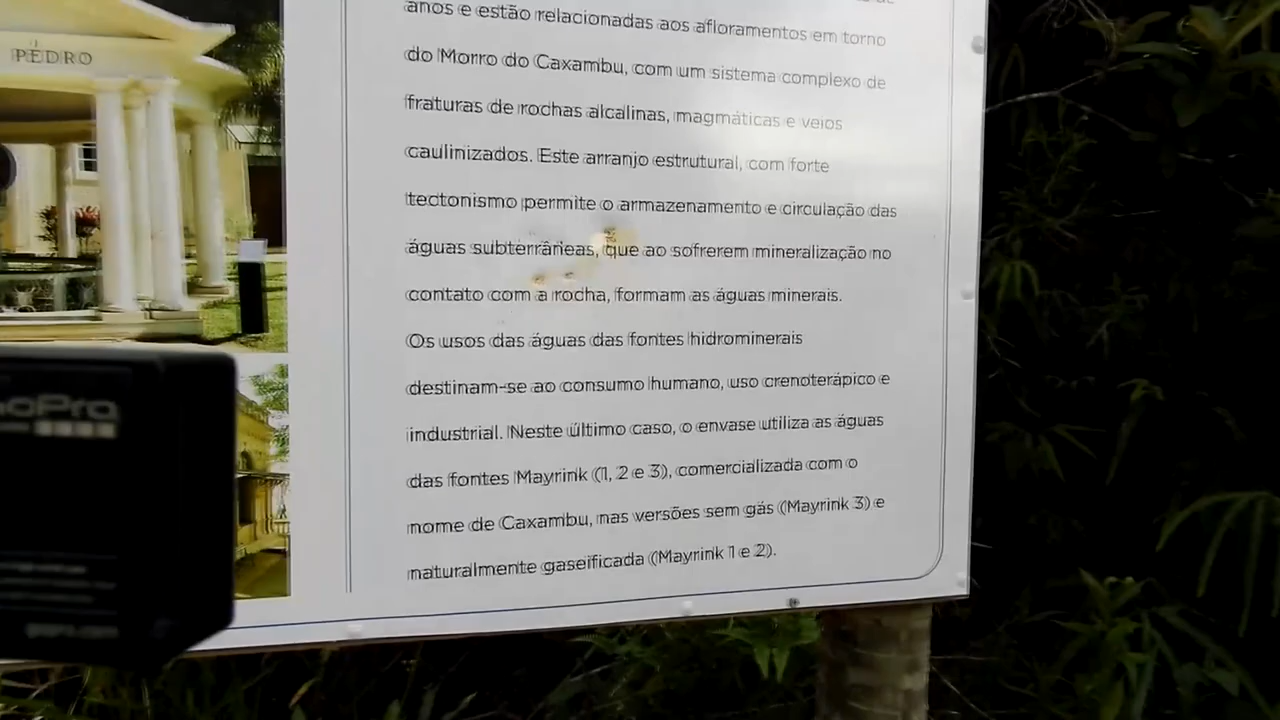 PEDRO
anos e estão relacionadas aos afloramentos em torno
do Morro do Caxambu, com um sistema complexo de
fraturas de rochas alcalinas, magmáticas e veios
caulinizados. Este arranjo estrutural, com forte
tectonismo permite o armazenamento e circulação das
águas subterrâneas, que ao sofrerem mineralização no
contato com a rocha, formam as águas minerais.
Os usos das águas das fontes hidrominerais
destinam-se ao consumo humano, uso crenoterápico e
industrial. Neste último caso, o envase utiliza as águas
das fontes Mayrink (1, 2 e 3), comercializada com o
nome de Caxambu, nas versões sem gás (Mayrink 3) e
naturalmente gaseificada (Mayrink 1 e 2).